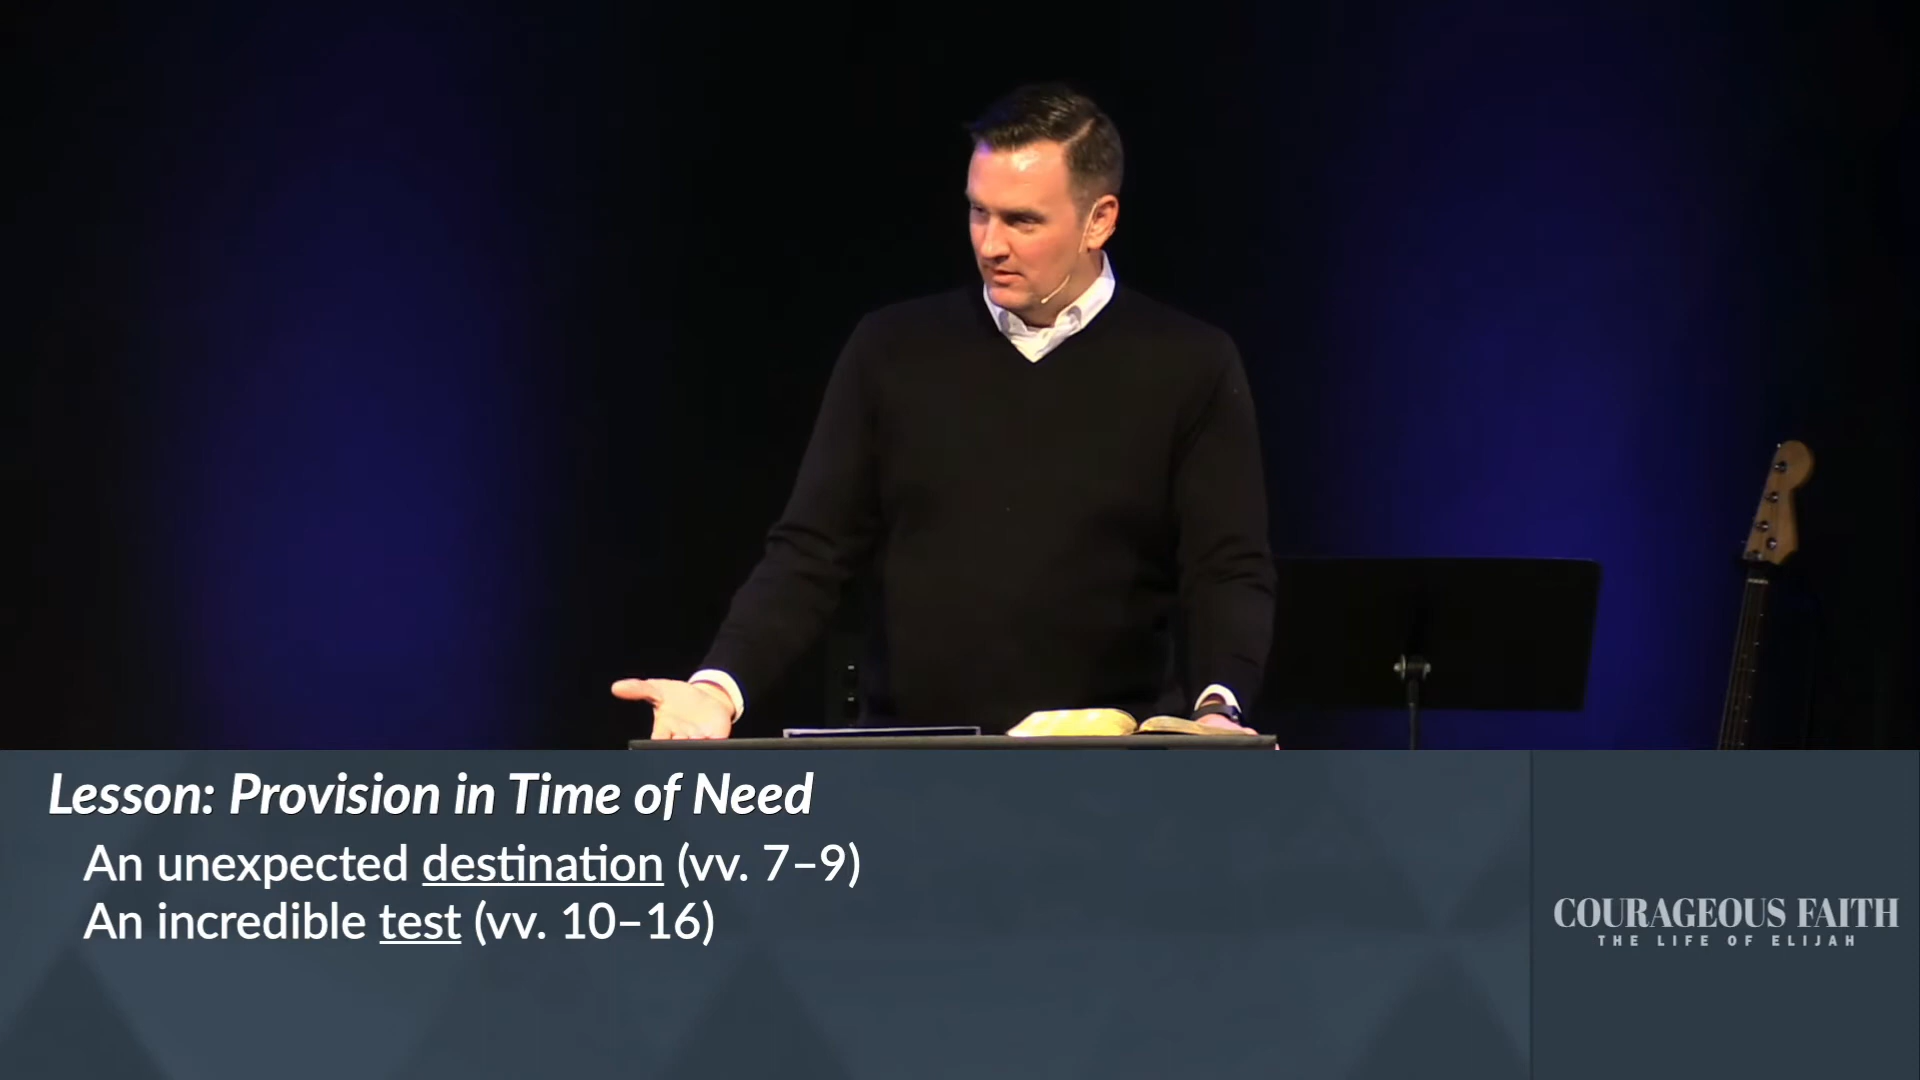 Lesson: Provision in Time of Need
An unexpected destination (vv. 7–9)
An incredible test (vv. 10–16)
COURAGEOUS FAITH
THE LIFE OF ELIJAH